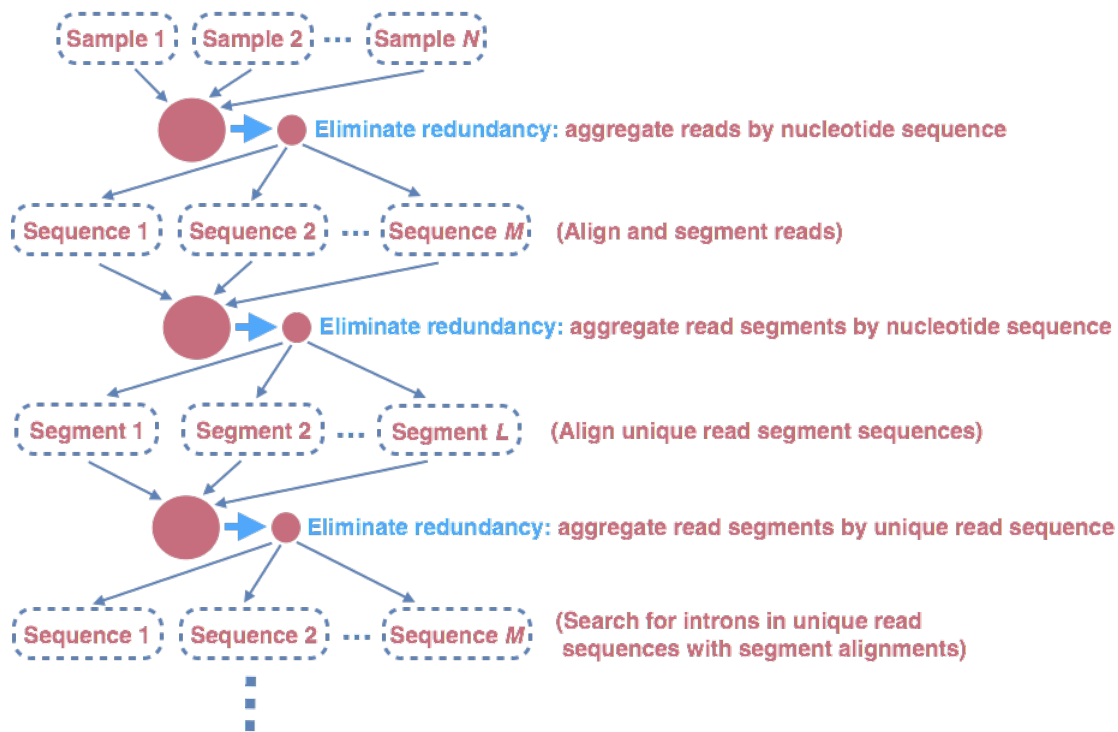 Sample 1 Sample 2 ... Sample N
Eliminate redundancy: aggregate reads by nucleotide sequence
Sequence 1 Sequence 2 ... Sequence M (Align and segment reads)
Eliminate redundancy: aggregate read segments by nucleotide sequence
Segment 1 Segment 2 ... Segment L (Align unique read segment sequences)
Eliminate redundancy: aggregate read segments by unique read sequence
Sequence 1 Sequence 2 ... Sequence M (Search for introns in unique read
sequences with segment alignments)